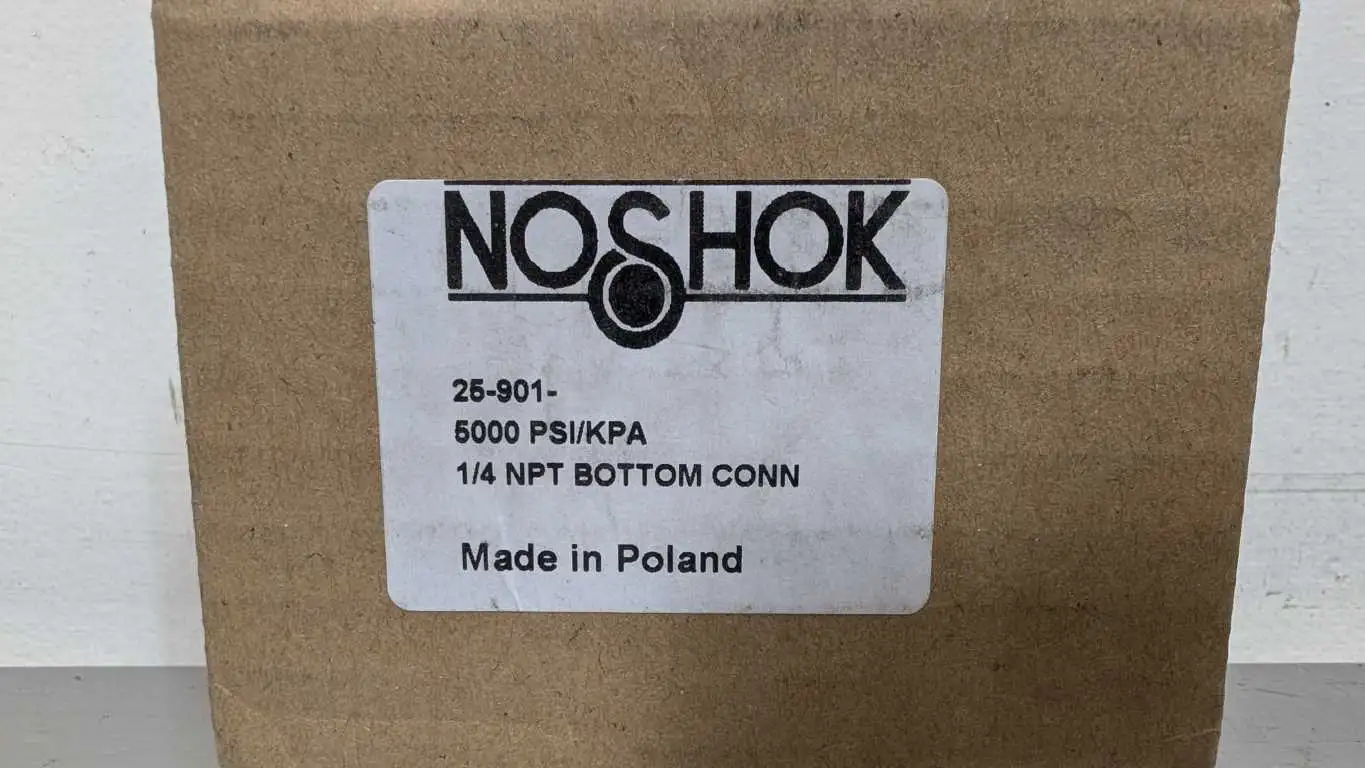 NOSHOK
25-901-
5000 PSI/KPA
1/4 NPT BOTTOM CONN
Made in Poland